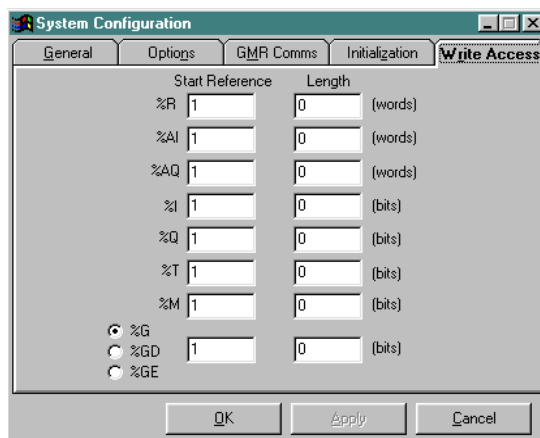 System Configuration
General Options GMR Comms Initialization Write Access
Start Reference Length
%R 1 0 (words)
%AI 1 0 (words)
%AQ 1 0 (words)
%I 1 0 (bits)
%Q 1 0 (bits)
%T 1 0 (bits)
%M 1 0 (bits)
%G
%GD 1 0 (bits)
%GE
OK Apply Cancel